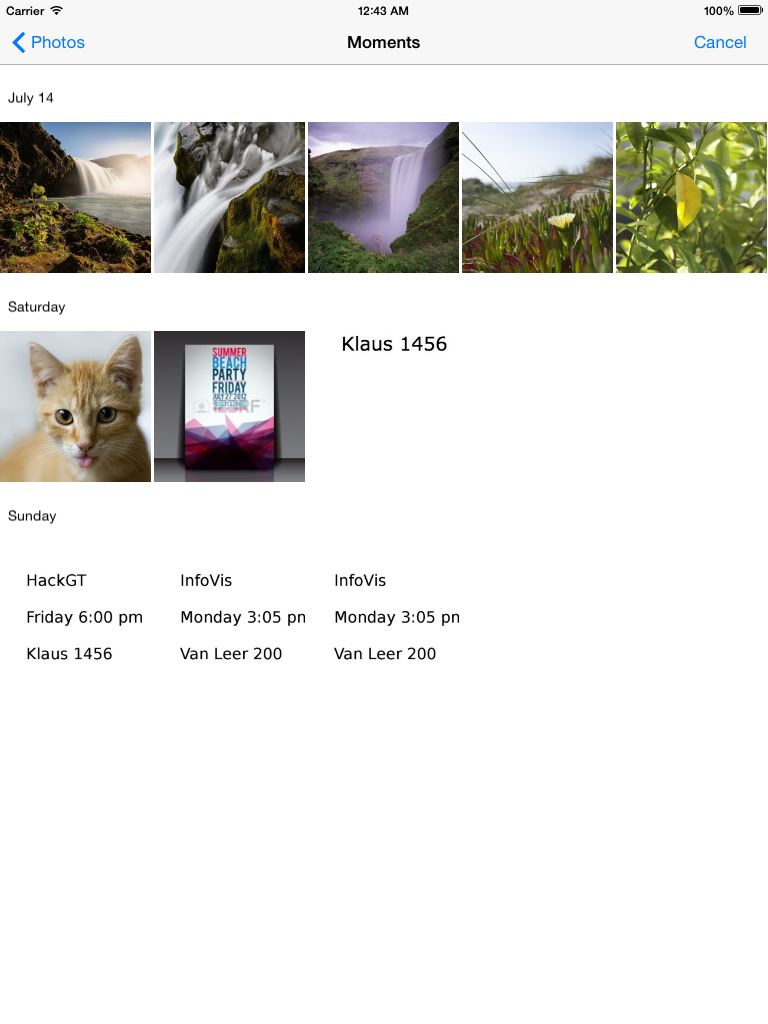 Carrier 12:43 AM 100%
Photos Moments Cancel
July 14
Saturday
SUMMER
BEACH
PARTY
FRIDAY
JULY 27 2012
123RF
Klaus 1456
Sunday
HackGT InfoVis InfoVis
Friday 6:00 pm Monday 3:05 pn Monday 3:05 pn
Klaus 1456 Van Leer 200 Van Leer 200